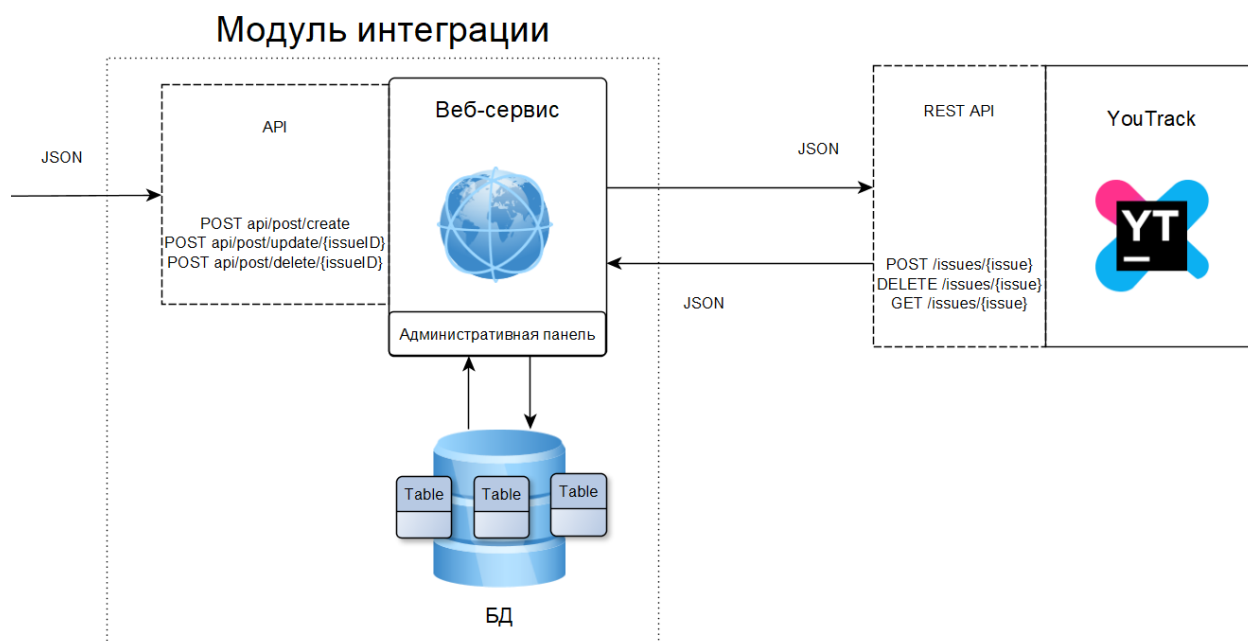 Модуль интеграции
JSON
API
POST api/post/create
POST api/post/update/{issueID}
POST api/post/delete/{issueID}
Веб-сервис
Административная панель
JSON
JSON
REST API
POST /issues/{issue}
DELETE /issues/{issue}
GET /issues/{issue}
YouTrack
YT
Table
Table
Table
БД